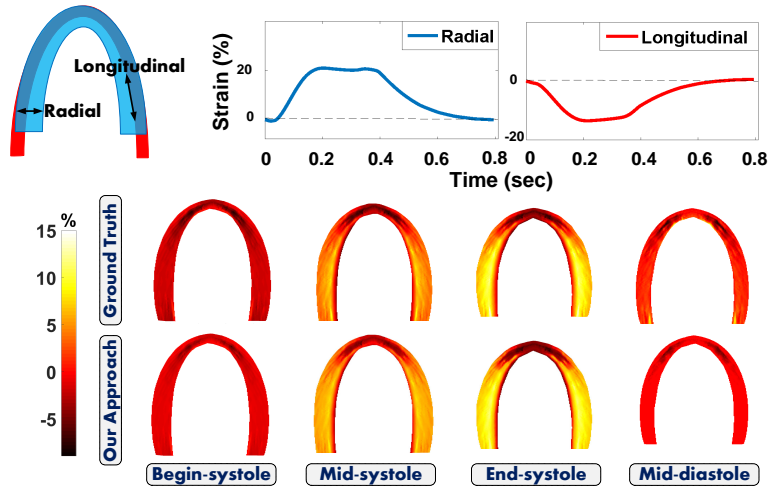 Longitudinal
Radial
Strain (%)
Radial
20
0
0
0.2
0.4
0.6
0.8
Longitudinal
0
-20
0
0.2
0.4
0.6
0.8
Time (sec)
%
15
10
5
0
-5
Ground Truth
Our Approach
Begin-systole
Mid-systole
End-systole
Mid-diastole